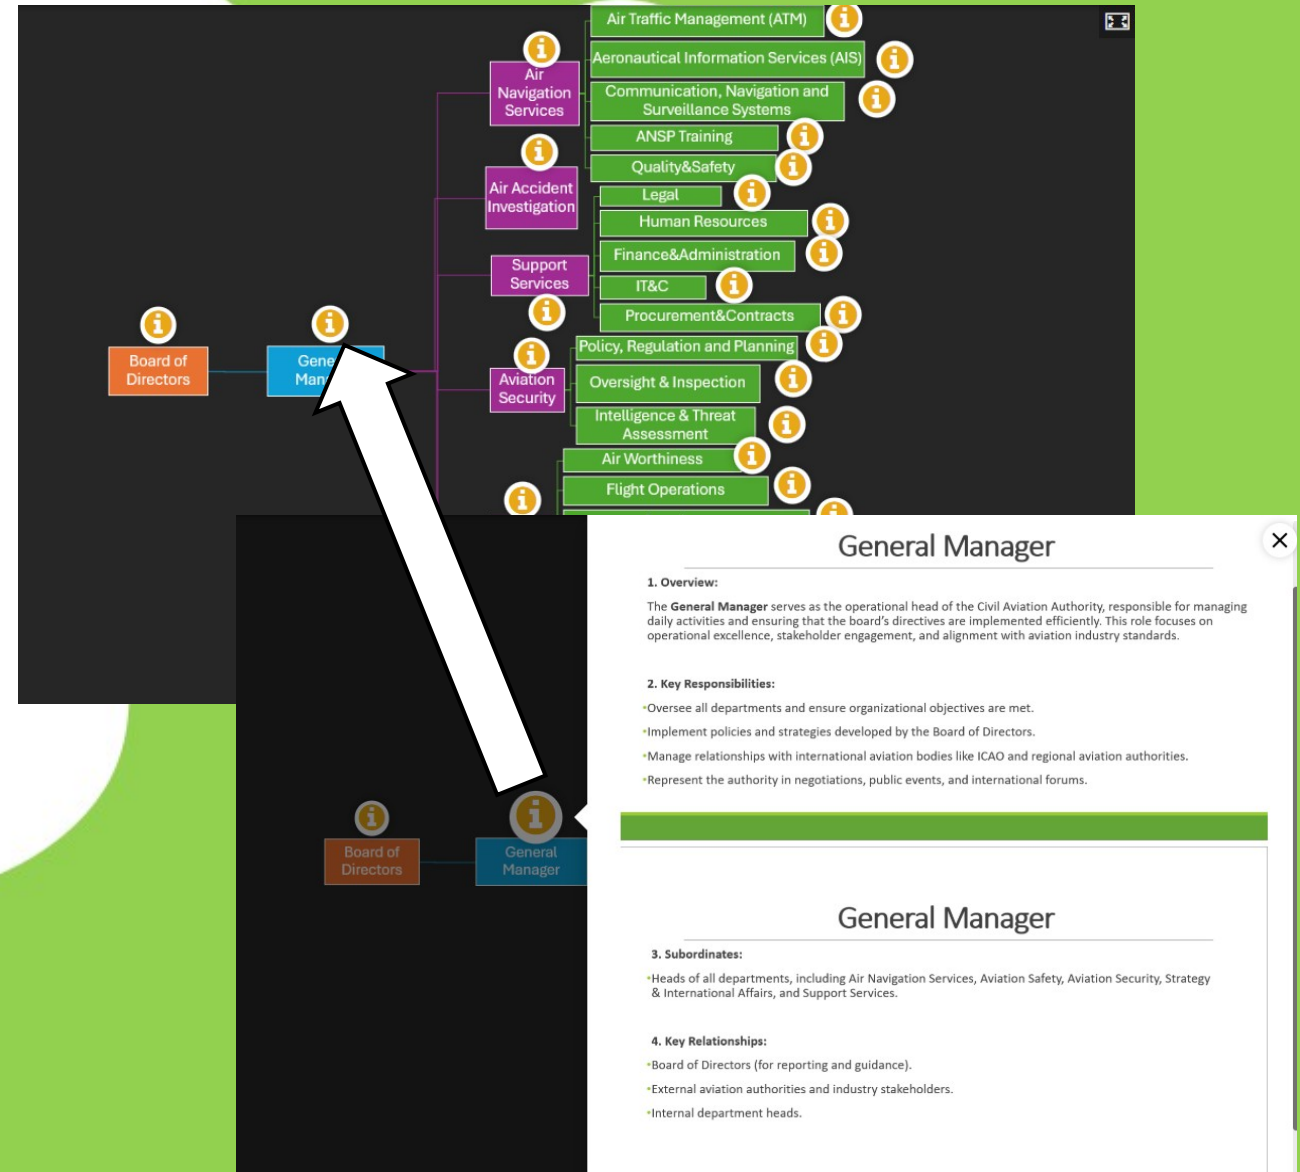 Air Traffic Management (ATM)
Aeronautical Information Services (AIS)
Air
Navigation
Services
Communication, Navigation and
Surveillance Systems
ANSP Training
Quality&Safety
Air Accident
Investigation
Legal
Human Resources
Support
Services
Finance&Administration
IT&C
Procurement&Contracts
Board of
Directors
Policy, Regulation and Planning
Aviation
Security
Oversight & Inspection
Intelligence & Threat
Assessment
Air Worthiness
Flight Operations
General Manager
1. Overview:
The General Manager serves as the operational head of the Civil Aviation Authority, responsible for managing
daily activities and ensuring that the board's directives are implemented efficiently. This role focuses on
operational excellence, stakeholder engagement, and alignment with aviation industry standards.
2. Key Responsibilities:
•Oversee all departments and ensure organizational objectives are met.
•Implement policies and strategies developed by the Board of Directors.
•Manage relationships with international aviation bodies like ICAO and regional aviation authorities.
•Represent the authority in negotiations, public events, and international forums.
Board of
Directors
General
Manager
General Manager
3. Subordinates:
•Heads of all departments, including Air Navigation Services, Aviation Safety, Aviation Security, Strategy
& International Affairs, and Support Services.
4. Key Relationships:
•Board of Directors (for reporting and guidance).
•External aviation authorities and industry stakeholders.
•Internal department heads.